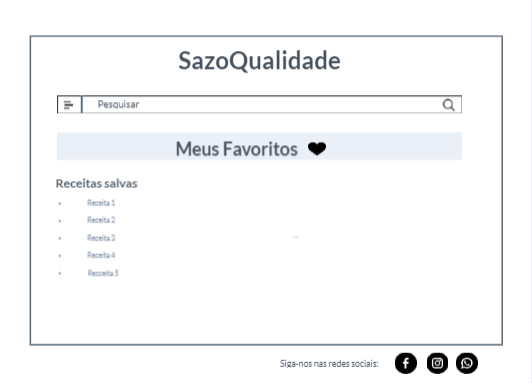 SazoQualidade
Pesquisar
Meus Favoritos
Receitas salvas
Receita 1
Receita 2
Receita 3
Receita 4
Recceita 5
Siga-nos nas redes sociais: